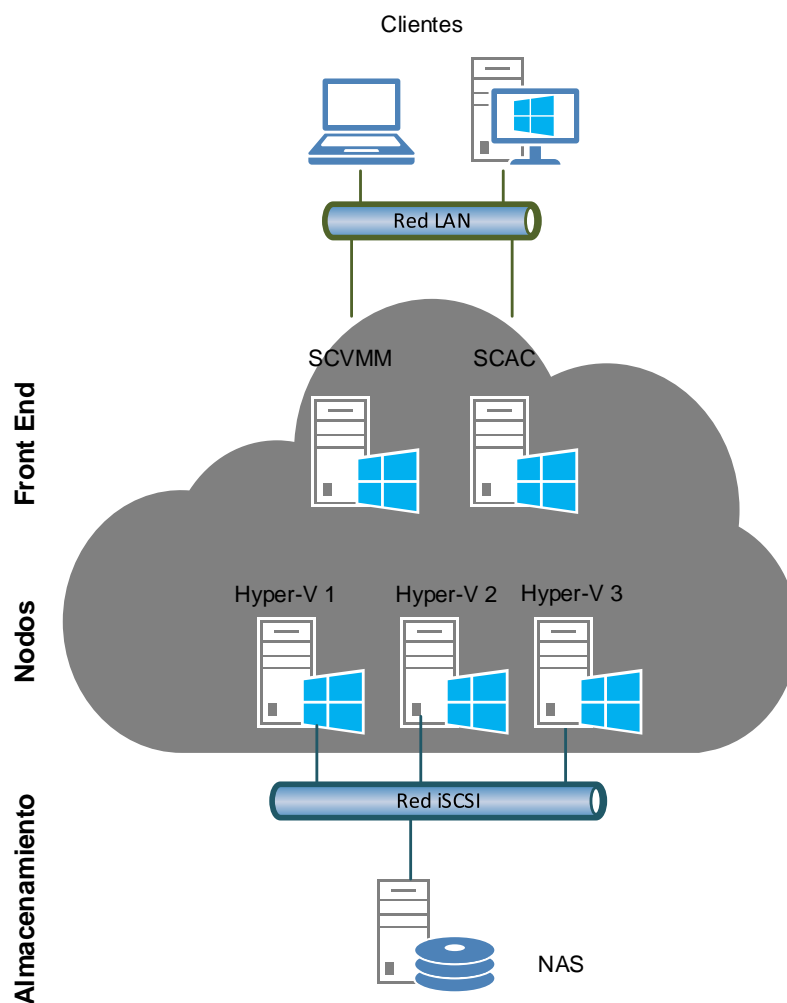 Clientes
Red LAN
SCVMM
SCAC
Front End
Hyper-V 1
Hyper-V 2
Hyper-V 3
Nodos
Red iSCSI
Almacenamiento
NAS